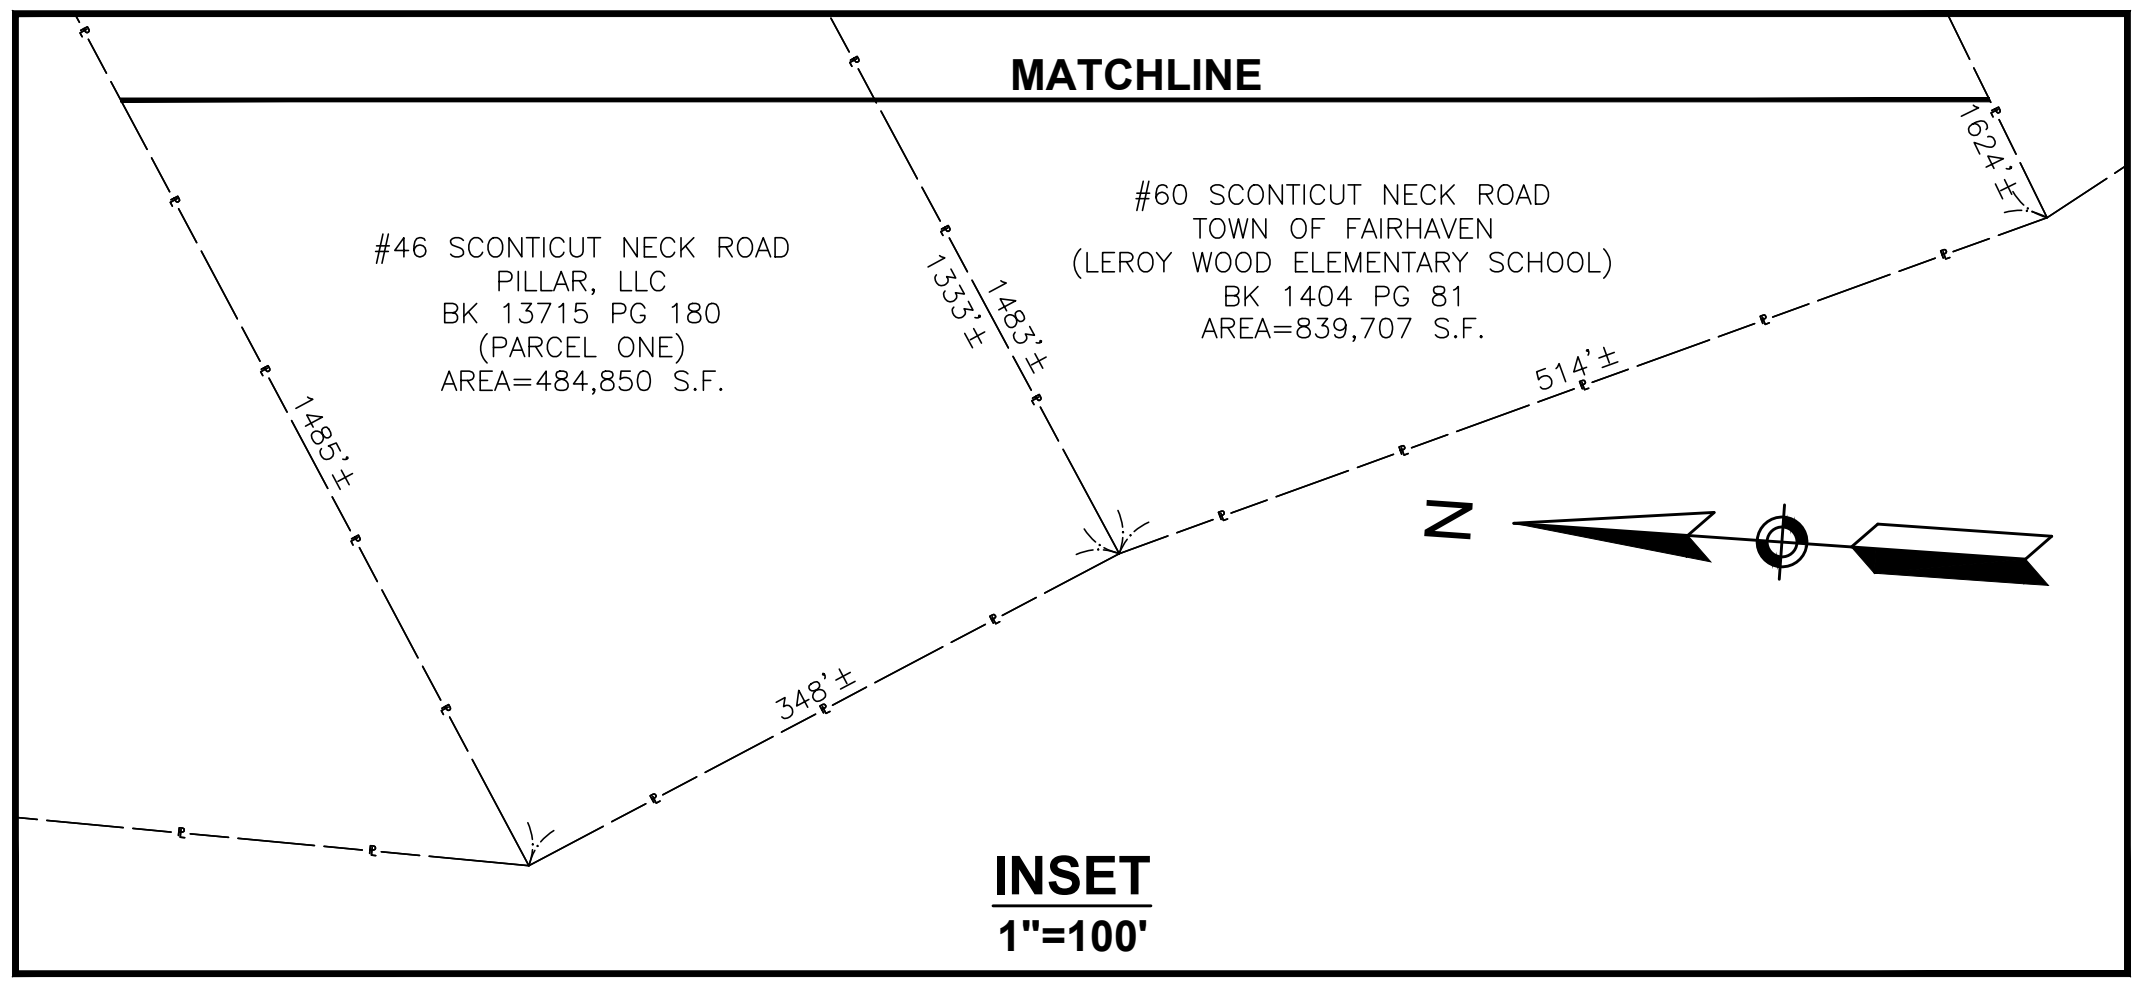 MATCHLINE
1624'±
#60 SCONTICUT NECK ROAD
TOWN OF FAIRHAVEN
(LEROY WOOD ELEMENTARY SCHOOL)
BK 1404 PG 81
AREA=839,707 S.F.
#46 SCONTICUT NECK ROAD
PILLAR, LLC
BK 13715 PG 180
(PARCEL ONE)
AREA=484,850 S.F.
1333'±
1483'±
514'±
1485'±
N
348'±
INSET
1"=100'